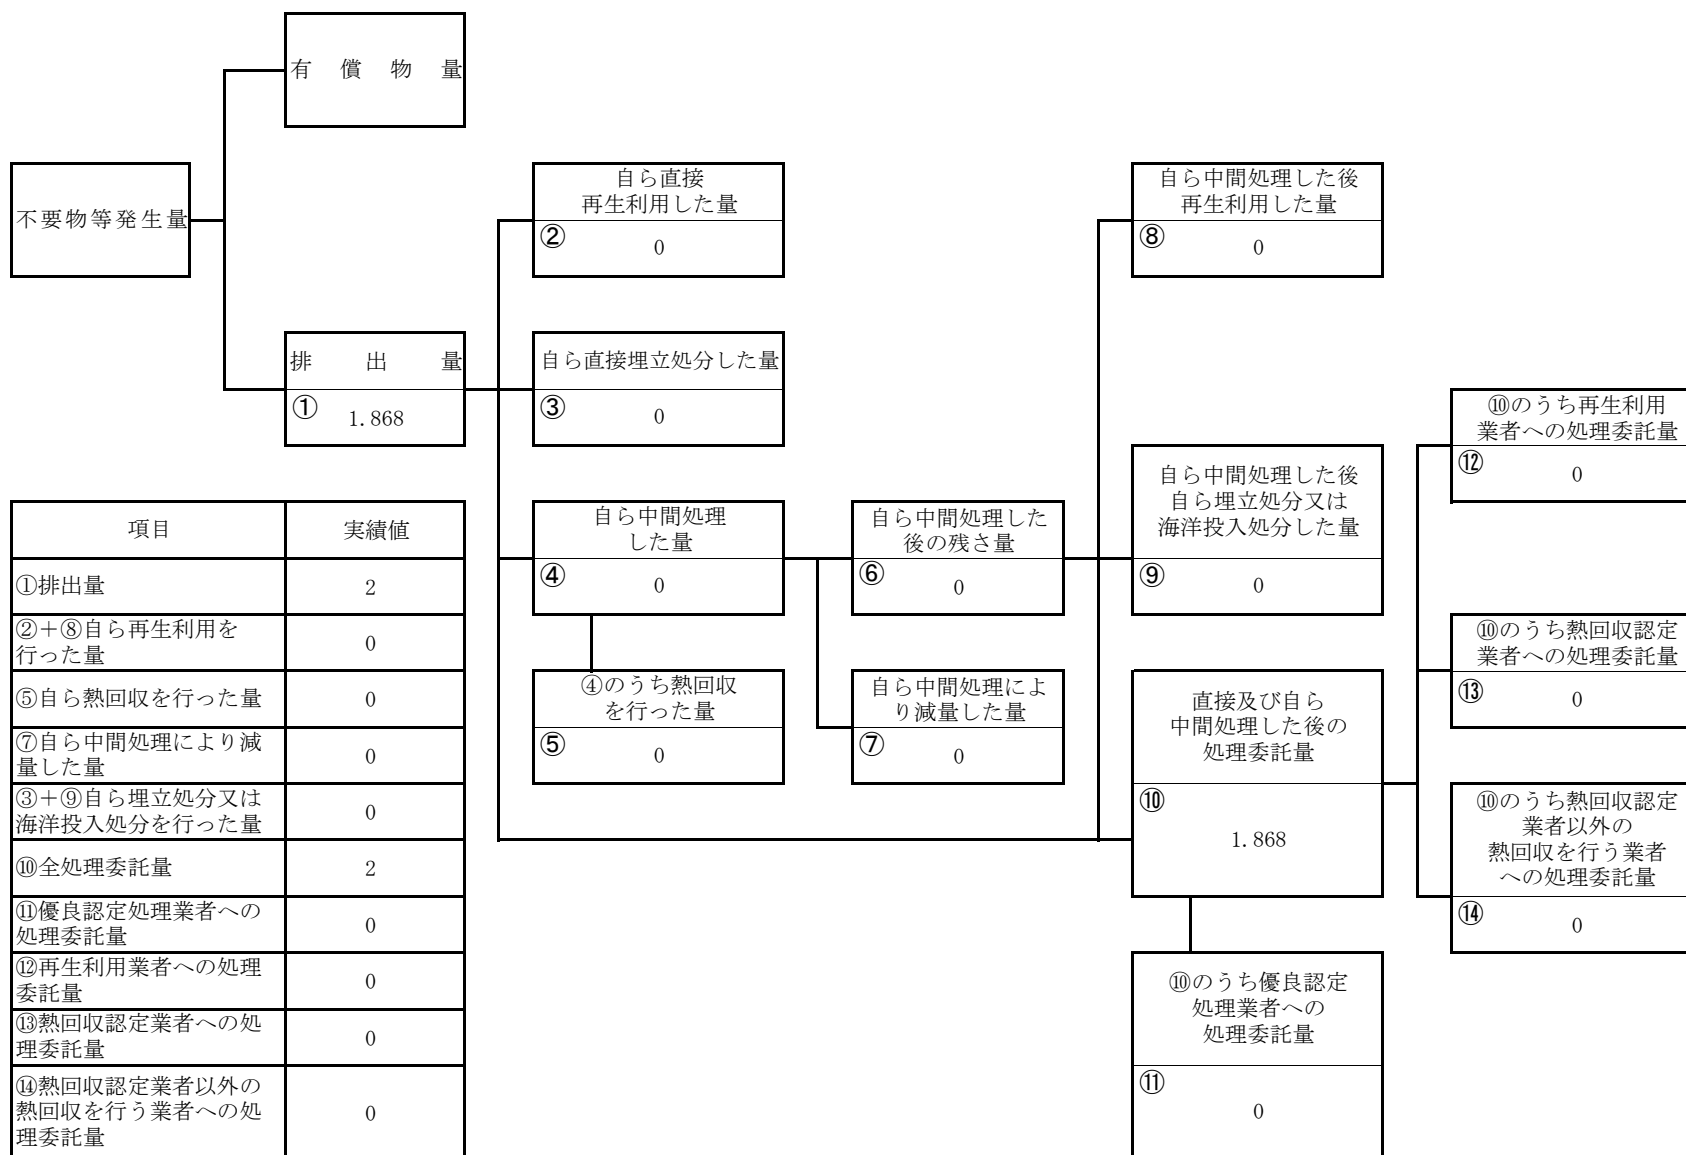 有償物量
不要物等発生量
排出量
① 1.868
自ら直接
再生利用した量
② 0
自ら直接埋立処分した量
③ 0
自ら中間処理
した量
④ 0
④のうち熱回収
を行った量
⑤ 0
自ら中間処理した
後の残さ量
⑥ 0
自ら中間処理によ
り減量した量
⑦ 0
自ら中間処理した後
再生利用した量
⑧ 0
自ら中間処理した後
自ら埋立処分又は
海洋投入処分した量
⑨ 0
直接及び自ら
中間処理した後の
処理委託量
⑩
1.868
⑩のうち優良認定
処理業者への
処理委託量
⑪
0
⑩のうち再生利用
業者への処理委託量
⑫ 0
⑩のうち熱回収認定
業者への処理委託量
⑬ 0
⑩のうち熱回収認定
業者以外の
熱回収を行う業者
への処理委託量
⑭ 0
項目 実績値
①排出量 2
②＋⑧自ら再生利用を
行った量 0
⑤自ら熱回収を行った量 0
⑦自ら中間処理により減
量した量 0
③＋⑨自ら埋立処分又は
海洋投入処分を行った量 0
⑩全処理委託量 2
⑪優良認定処理業者への
処理委託量 0
⑫再生利用業者への処理
委託量 0
⑬熱回収認定業者への処
理委託量 0
⑭熱回収認定業者以外の
熱回収を行う業者への処
理委託量 0